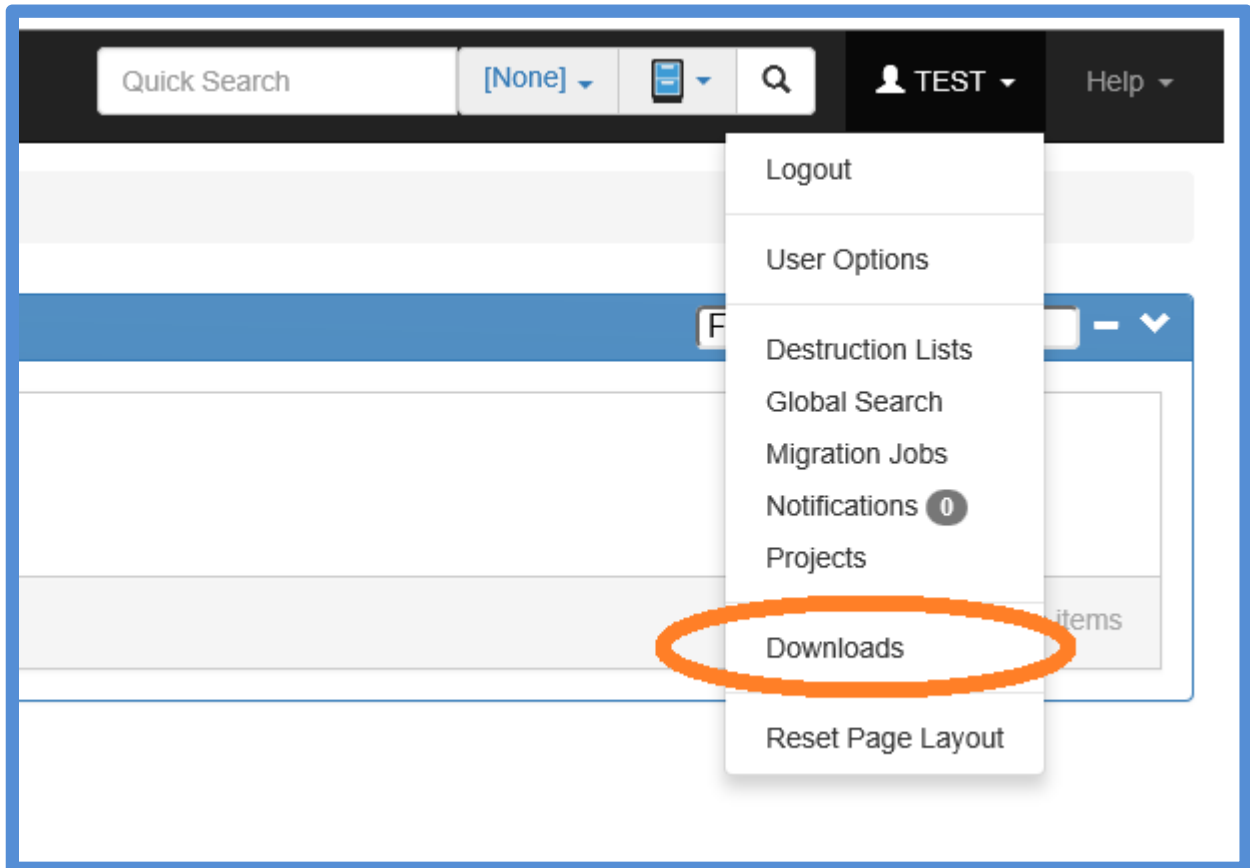 Quick Search [None] TEST Help
Logout
User Options
F
Destruction Lists
Global Search
Migration Jobs
Notifications 0
Projects
items
Downloads
Reset Page Layout